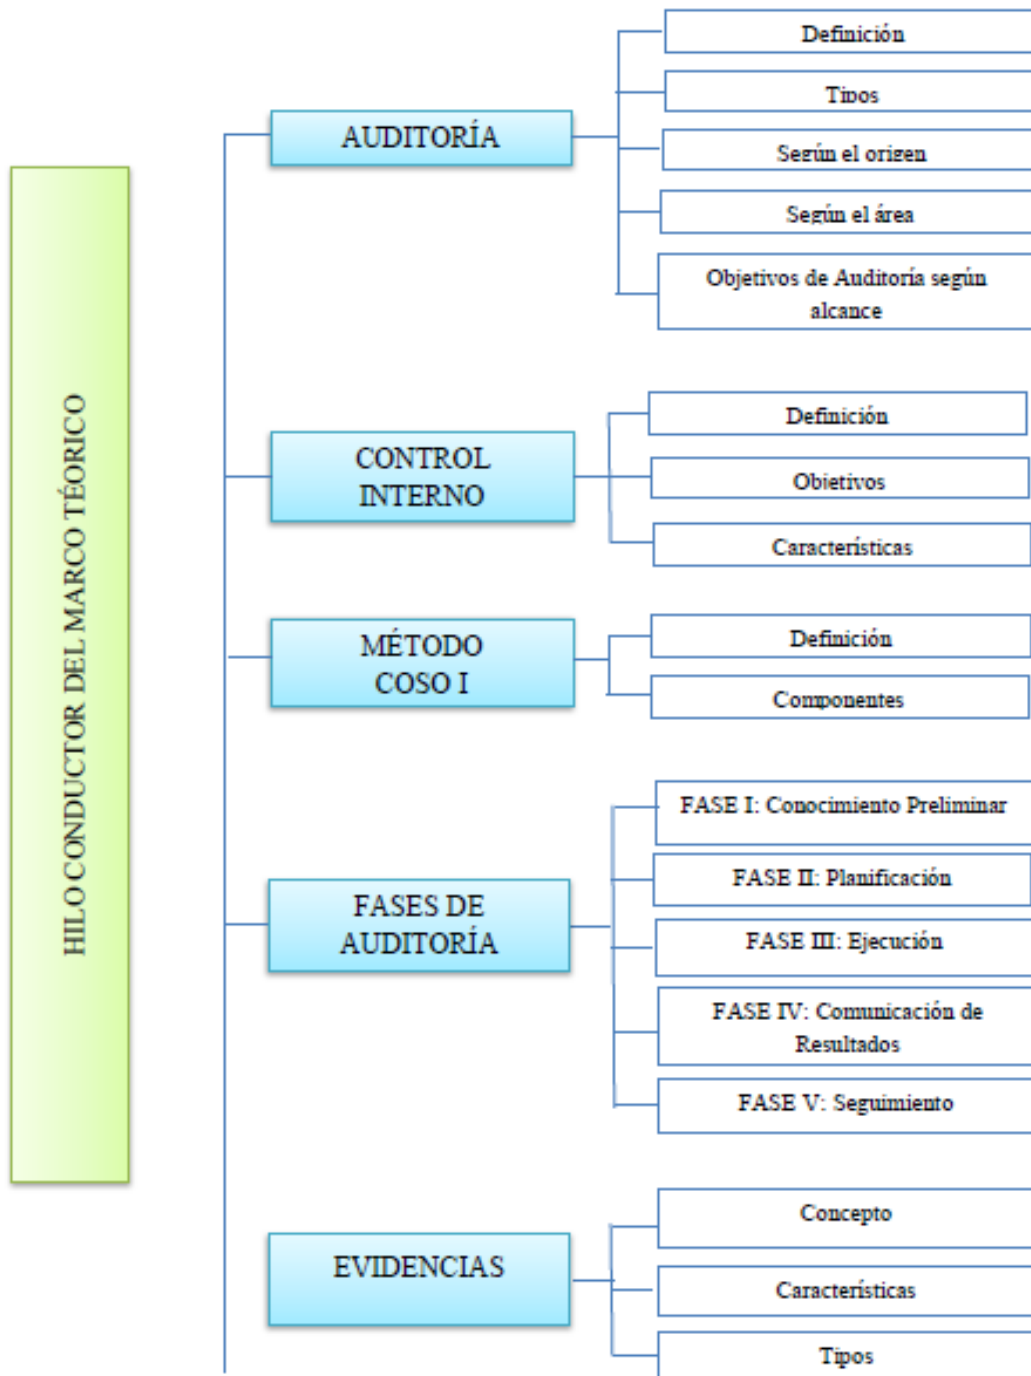 HILO CONDUCTOR DEL MARCO TÉORICO
AUDITORÍA
Definición
Tipos
Según el origen
Según el área
Objetivos de Auditoría según
alcance
CONTROL
INTERNO
Definición
Objetivos
Características
MÉTODO
COSO I
Definición
Componentes
FASES DE
AUDITORÍA
FASE I: Conocimiento Preliminar
FASE II: Planificación
FASE III: Ejecución
FASE IV: Comunicación de
Resultados
FASE V: Seguimiento
EVIDENCIAS
Concepto
Características
Tipos